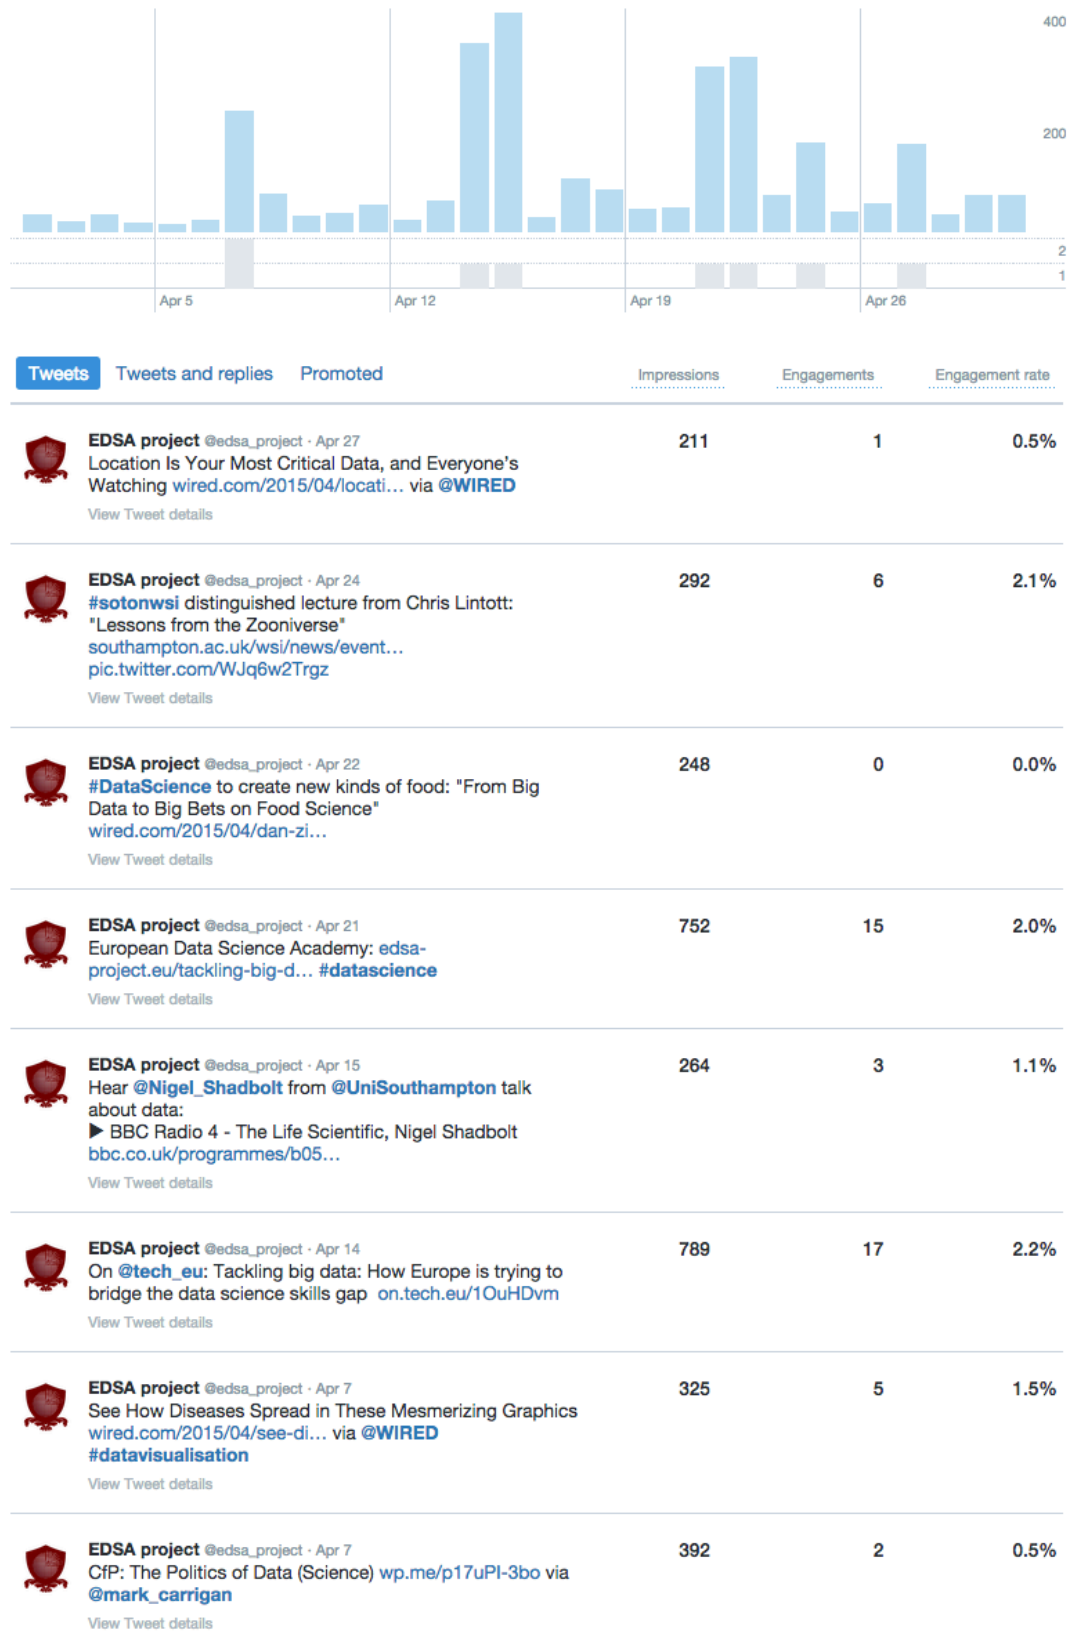 400
200
2
1
Apr 5 Apr 12 Apr 19 Apr 26
Tweets Tweets and replies Promoted Impressions Engagements Engagement rate
EDSA project @edsa_project · Apr 27 211 1 0.5%
Location Is Your Most Critical Data, and Everyone's
Watching wired.com/2015/04/locati... via @WIRED
View Tweet details
EDSA project @edsa_project · Apr 24 292 6 2.1%
#sotonwsi distinguished lecture from Chris Lintott:
"Lessons from the Zooniverse"
southampton.ac.uk/wsi/news/event...
pic.twitter.com/WJq6w2Trgz
View Tweet details
EDSA project @edsa_project · Apr 22 248 0 0.0%
#DataScience to create new kinds of food: "From Big
Data to Big Bets on Food Science"
wired.com/2015/04/dan-zi...
View Tweet details
EDSA project @edsa_project · Apr 21 752 15 2.0%
European Data Science Academy: edsa-
project.eu/tackling-big-d... #datascience
View Tweet details
EDSA project @edsa_project · Apr 15 264 3 1.1%
Hear @Nigel_Shadbolt from @UniSouthampton talk
about data:
▶ BBC Radio 4 - The Life Scientific, Nigel Shadbolt
bbc.co.uk/programmes/b05...
View Tweet details
EDSA project @edsa_project · Apr 14 789 17 2.2%
On @tech_eu: Tackling big data: How Europe is trying to
bridge the data science skills gap on.tech.eu/1OuHDvm
View Tweet details
EDSA project @edsa_project · Apr 7 325 5 1.5%
See How Diseases Spread in These Mesmerizing Graphics
wired.com/2015/04/see-di... via @WIRED
#datavisualisation
View Tweet details
EDSA project @edsa_project · Apr 7 392 2 0.5%
CfP: The Politics of Data (Science) wp.me/p17uPI-3bo via
@mark_carrigan
View Tweet details